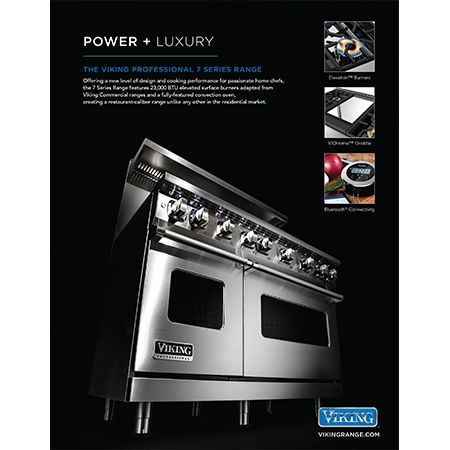 POWER + LUXURY
THE VIKING PROFESSIONAL 7 SERIES RANGE
Offering a new level of design and cooking performance for passionate home chefs,
the 7 Series Range features 23,000 BTU elevated surface burners adapted from
Viking Commercial ranges and a fully-featured convection oven,
creating a restaurant-caliber range unlike any other in the residential market.
Elevation™ Burners
ViChrome™ Griddle
Bluetooth® Connectivity
VIKING
PROFESSIONAL
VIKING
VIKINGRANGE.COM